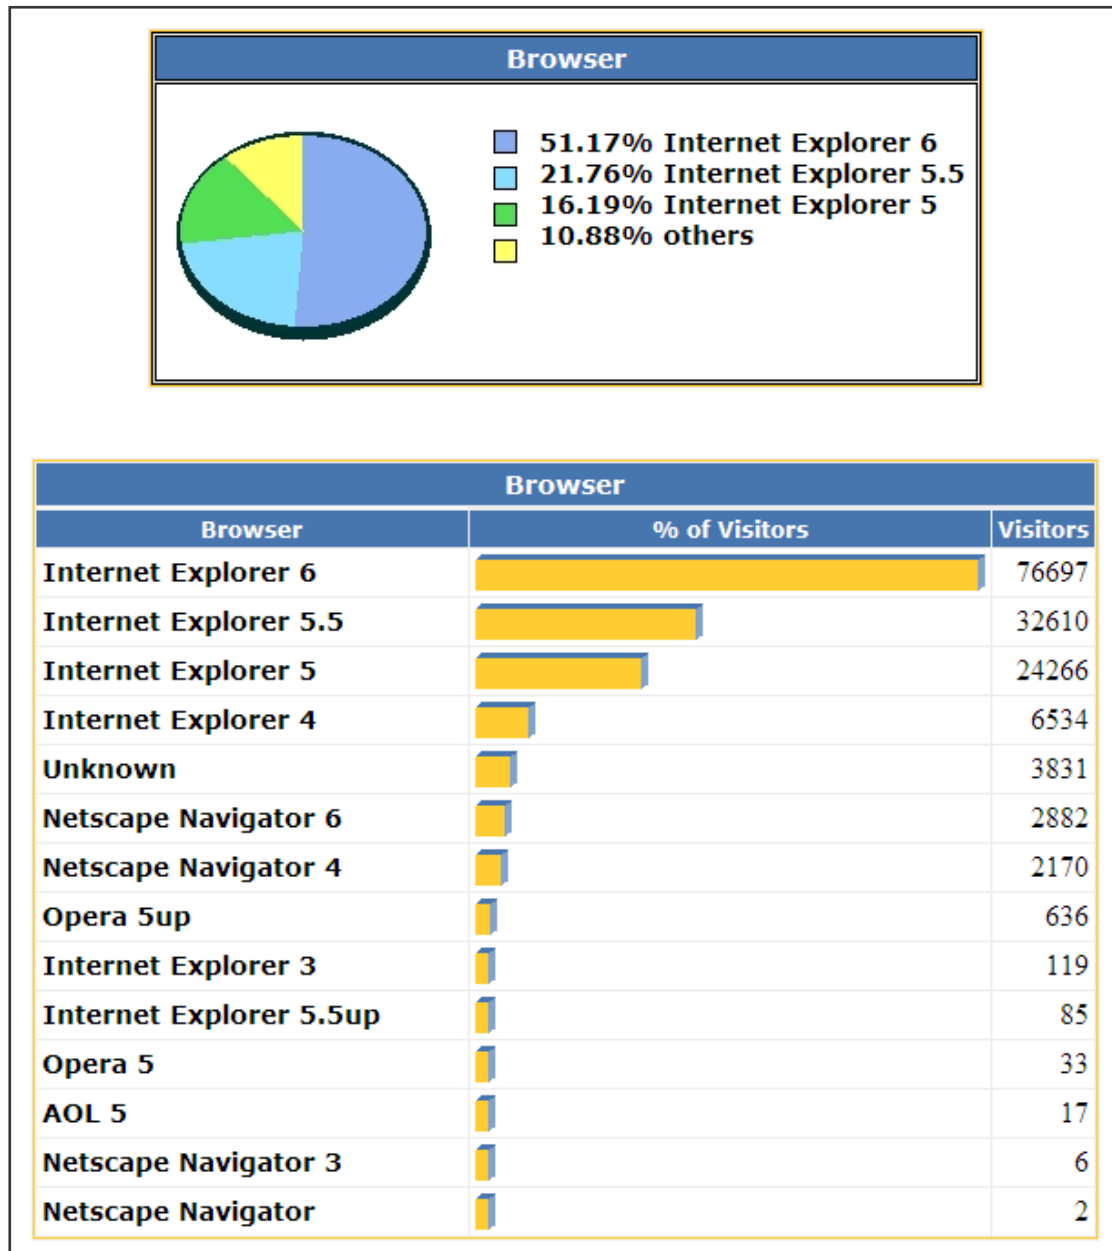 Browser
51.17% Internet Explorer 6
21.76% Internet Explorer 5.5
16.19% Internet Explorer 5
10.88% others
Browser
Browser % of Visitors Visitors
Internet Explorer 6 76697
Internet Explorer 5.5 32610
Internet Explorer 5 24266
Internet Explorer 4 6534
Unknown 3831
Netscape Navigator 6 2882
Netscape Navigator 4 2170
Opera 5up 636
Internet Explorer 3 119
Internet Explorer 5.5up 85
Opera 5 33
AOL 5 17
Netscape Navigator 3 6
Netscape Navigator 2